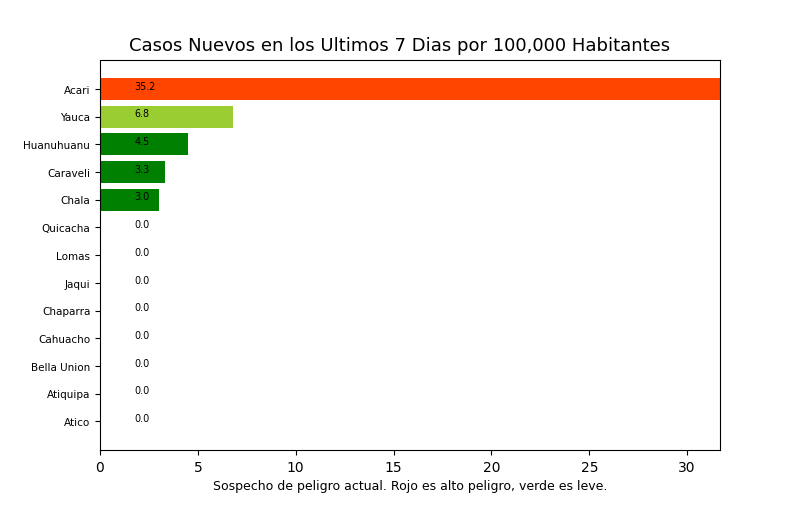 Casos Nuevos en los Ultimos 7 Dias por 100,000 Habitantes
Acari 35.2
Yauca 6.8
Huanuhuanu 4.5
Caraveli 3.3
Chala 3.0
Quicacha 0.0
Lomas 0.0
Jaqui 0.0
Chaparra 0.0
Cahuacho 0.0
Bella Union 0.0
Atiquipa 0.0
Atico 0.0
0 5 10 15 20 25 30
Sospecho de peligro actual. Rojo es alto peligro, verde es leve.